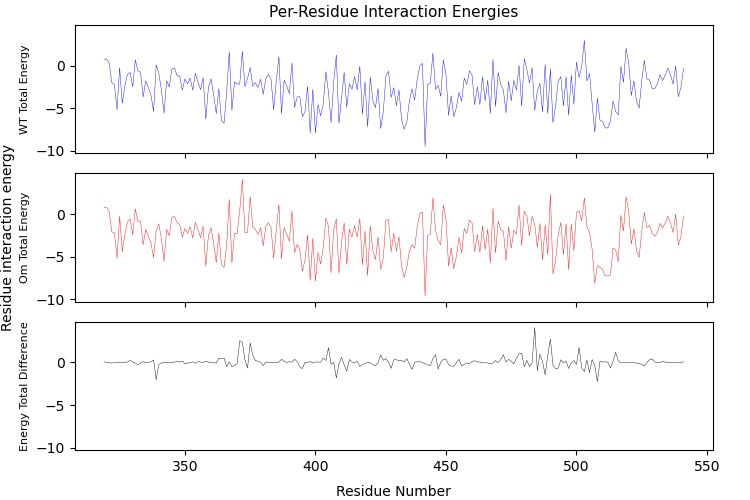 Per-Residue Interaction Energies
Residue interaction energy
WT Total Energy
0
−5
−10
Om Total Energy
0
−5
−10
Energy Total Difference
0
−5
−10
350 400 450 500 550
Residue Number